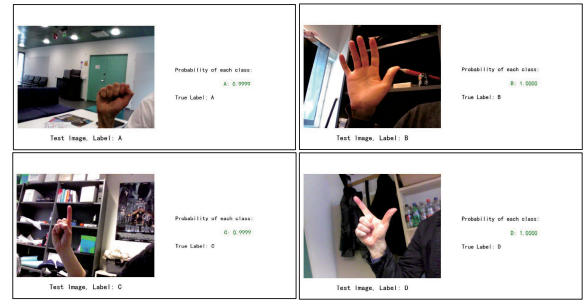 Probability of each class:
A: 0.9999
True Label: A
Test Image, Label: A
Probability of each class:
B: 1.0000
True Label: B
Test Image, Label: B
Probability of each class:
C: 0.9999
True Label: C
Test Image, Label: C
Probability of each class:
D: 1.0000
True Label: D
Test Image, Label: D